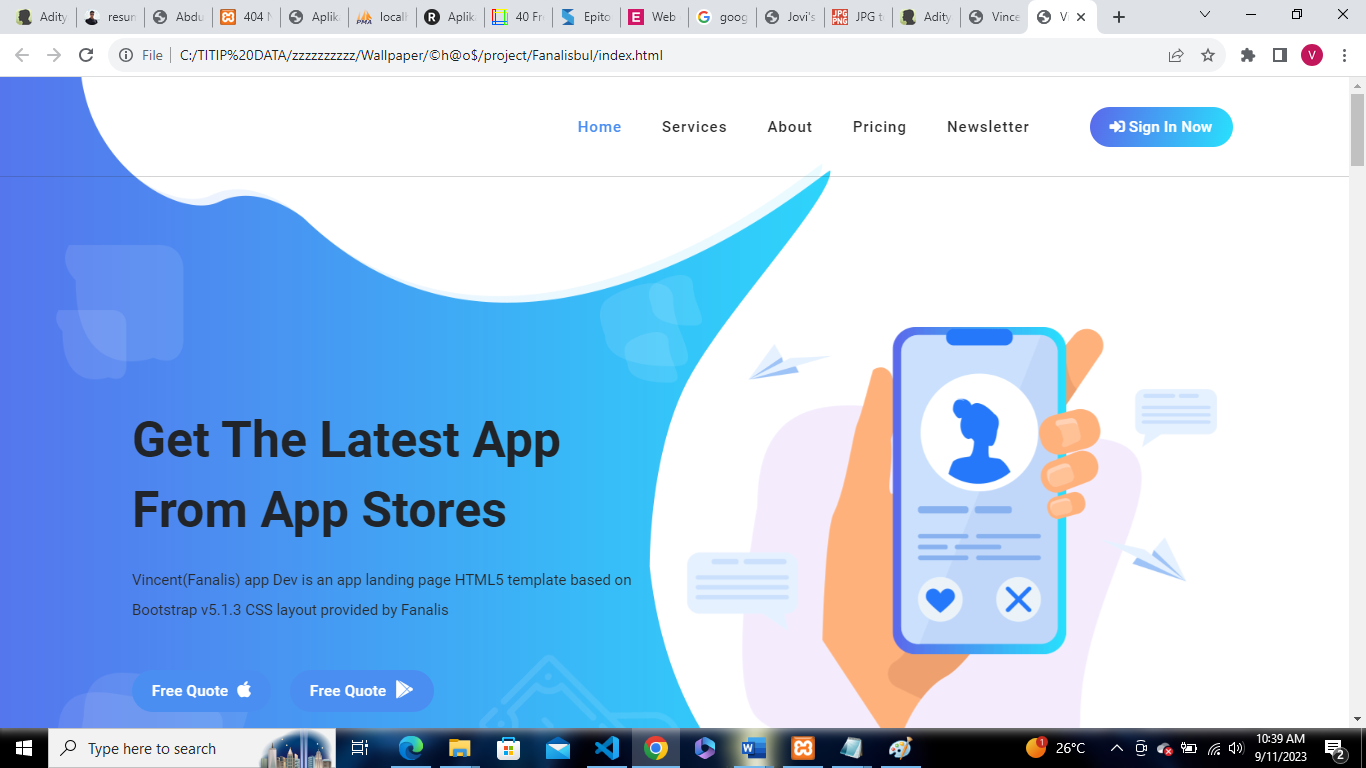 Adity
resun
Abdu
404 N
Aplik
locall
Aplik
40 Fr
Epito
Web
goog
Jovi's
JPG t
Adity
Vince
V
File
C:/TITIP%20DATA/zzzzzzzzzz/Wallpaper/©h@o$/project/Fanalisbul/index.html
V
Home Services About Pricing Newsletter Sign In Now
Get The Latest App
From App Stores
Vincent(Fanalis) app Dev is an app landing page HTML5 template based on
Bootstrap v5.1.3 CSS layout provided by Fanalis
Free Quote Free Quote
Type here to search
1
26°C
10:39 AM
9/11/2023
2